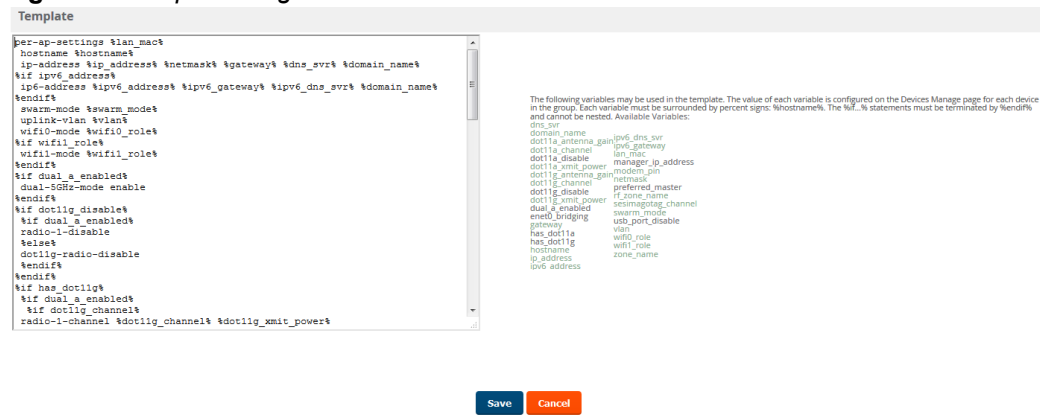 Template
per-ap-settings %lan_mac%
hostname %hostname%
ip-address %ip_address% %netmask% %gateway% %dns_svr% %domain_name%
%if ipv6_address%
ip6-address %ipv6_address% %ipv6_gateway% %ipv6_dns_svr% %domain_name%
%endif%
swarm-mode %swarm_mode%
uplink-vlan %vlan%
wifi0-mode %wifi0_role%
%if wifi1_role%
wifi1-mode %wifi1_role%
%endif%
%if dual_a_enabled%
dual-5GHz-mode enable
%endif%
%if dot11g_disable%
%if dual_a_enabled%
radio-1-disable
%else%
dot11g-radio-disable
%endif%
%endif%
%if has_dot11g%
%if dual_a_enabled%
%if dot11g_channel%
radio-1-channel %dot11g_channel% %dot11g_xmit_power%
The following variables may be used in the template. The value of each variable is configured on the Devices Manage page for each device
in the group. Each variable must be surrounded by percent signs: %hostname%. The %if...% statements must be terminated by %endif%
and cannot be nested. Available Variables:
dns_svr
domain_name
dot11a_antenna_gain
dot11a_channel
dot11a_disable
dot11a_xmit_power
dot11g_antenna_gain
dot11g_channel
dot11g_disable
dot11g_xmit_power
dual_a_enabled
enet0_bridging
gateway
has_dot11a
has_dot11g
hostname
ip_address
ipv6_address
ipv6_dns_svr
ipv6_gateway
lan_mac
manager_ip_address
modem_pin
netmask
preferred_master
rf_zone_name
sesimagotag_channel
swarm_mode
usb_port_disable
vlan
wifi0_role
wifi1_role
zone_name
Save
Cancel